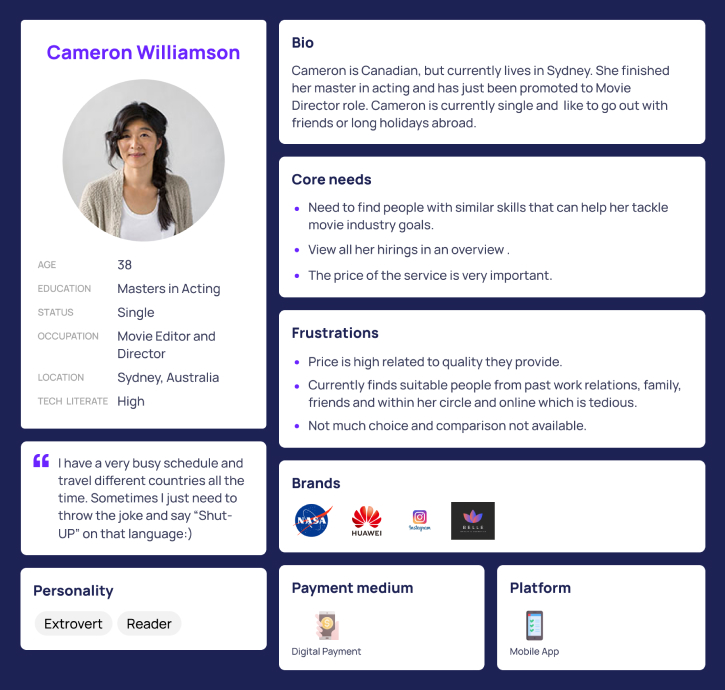 Cameron Williamson
AGE 38
EDUCATION Masters in Acting
STATUS Single
OCCUPATION Movie Editor and
Director
LOCATION Sydney, Australia
TECH LITERATE High
“ I have a very busy schedule and
travel different countries all the
time. Sometimes I just need to
throw the joke and say “Shut-
UP” on that language:)
Personality
Extrovert Reader
Bio
Cameron is Canadian, but currently lives in Sydney. She finished
her master in acting and has just been promoted to Movie
Director role. Cameron is currently single and like to go out with
friends or long holidays abroad.
Core needs
• Need to find people with similar skills that can help her tackle
movie industry goals.
• View all her hirings in an overview .
• The price of the service is very important.
Frustrations
• Price is high related to quality they provide.
• Currently finds suitable people from past work relations, family,
friends and within her circle and online which is tedious.
• Not much choice and comparison not available.
Brands
NASA
HUAWEI
Instagram
BELLE
Payment medium
Digital Payment
Platform
Mobile App